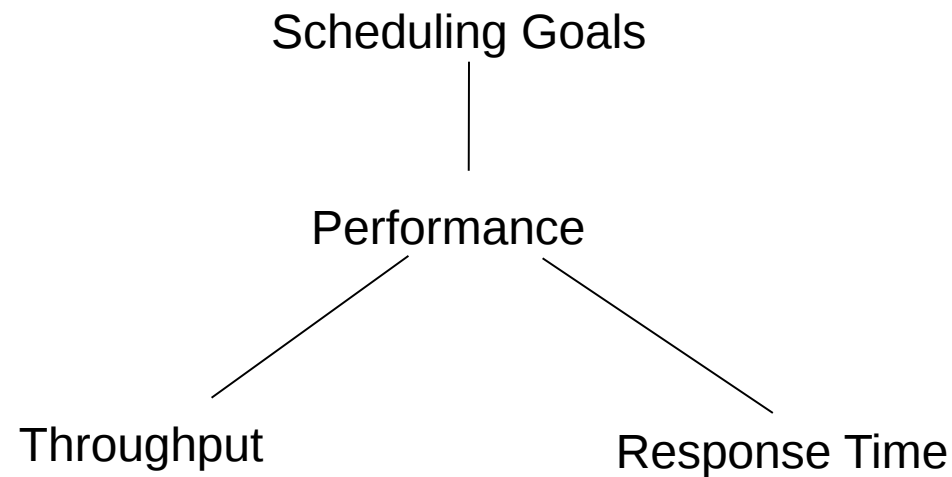 Scheduling Goals
Performance
Throughput
Response Time